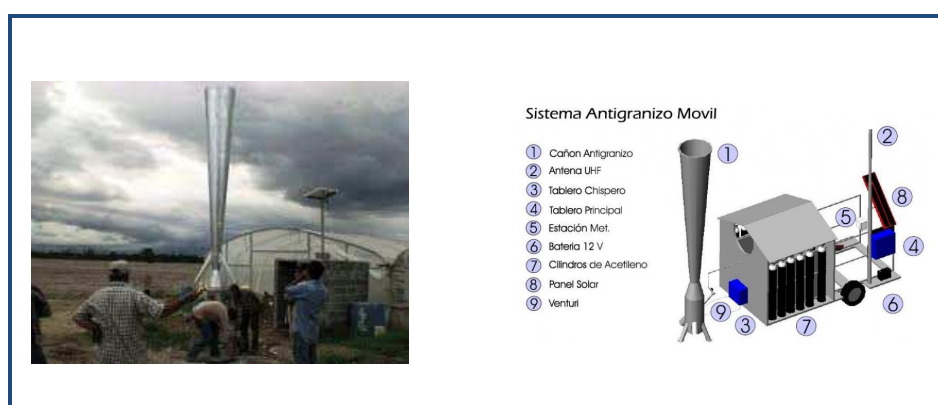 Sistema Antigranizo Movil
1 Cañon Antigranizo
2 Antena UHF
3 Tablero Chispero
4 Tablero Principal
5 Estación Met.
6 Bateria 12 V
7 Cilindros de Acetileno
8 Panel Solar
9 Venturi
1
2
8
5
4
6
9
3
7